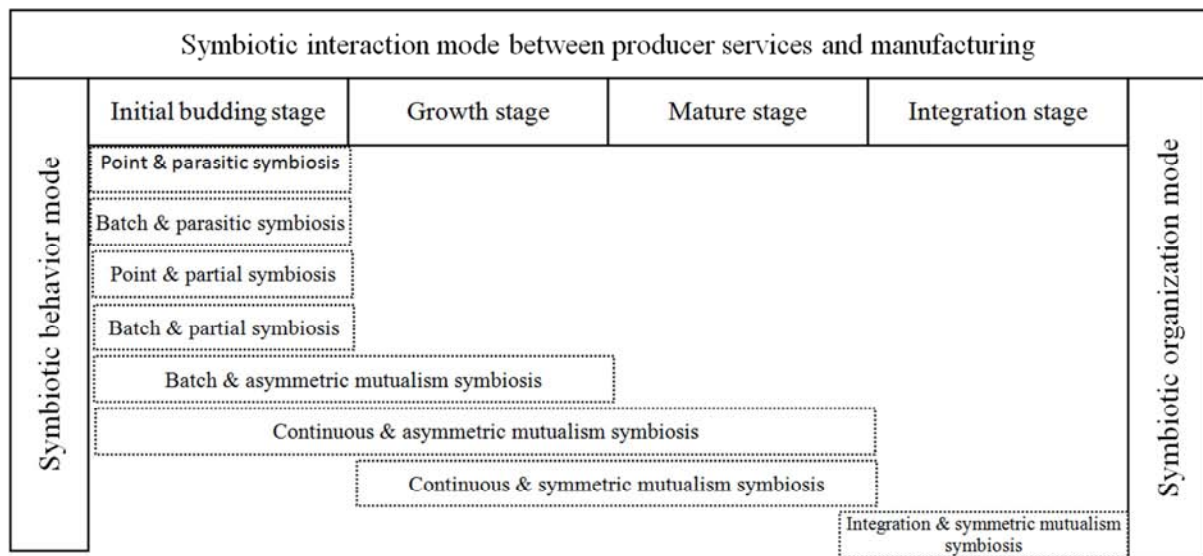 Symbiotic interaction mode between producer services and manufacturing
Symbiotic behavior mode
Initial budding stage
Growth stage
Mature stage
Integration stage
Symbiotic organization mode
Point & parasitic symbiosis
Batch & parasitic symbiosis
Point & partial symbiosis
Batch & partial symbiosis
Batch & asymmetric mutualism symbiosis
Continuous & asymmetric mutualism symbiosis
Continuous & symmetric mutualism symbiosis
Integration & symmetric mutualism
symbiosis